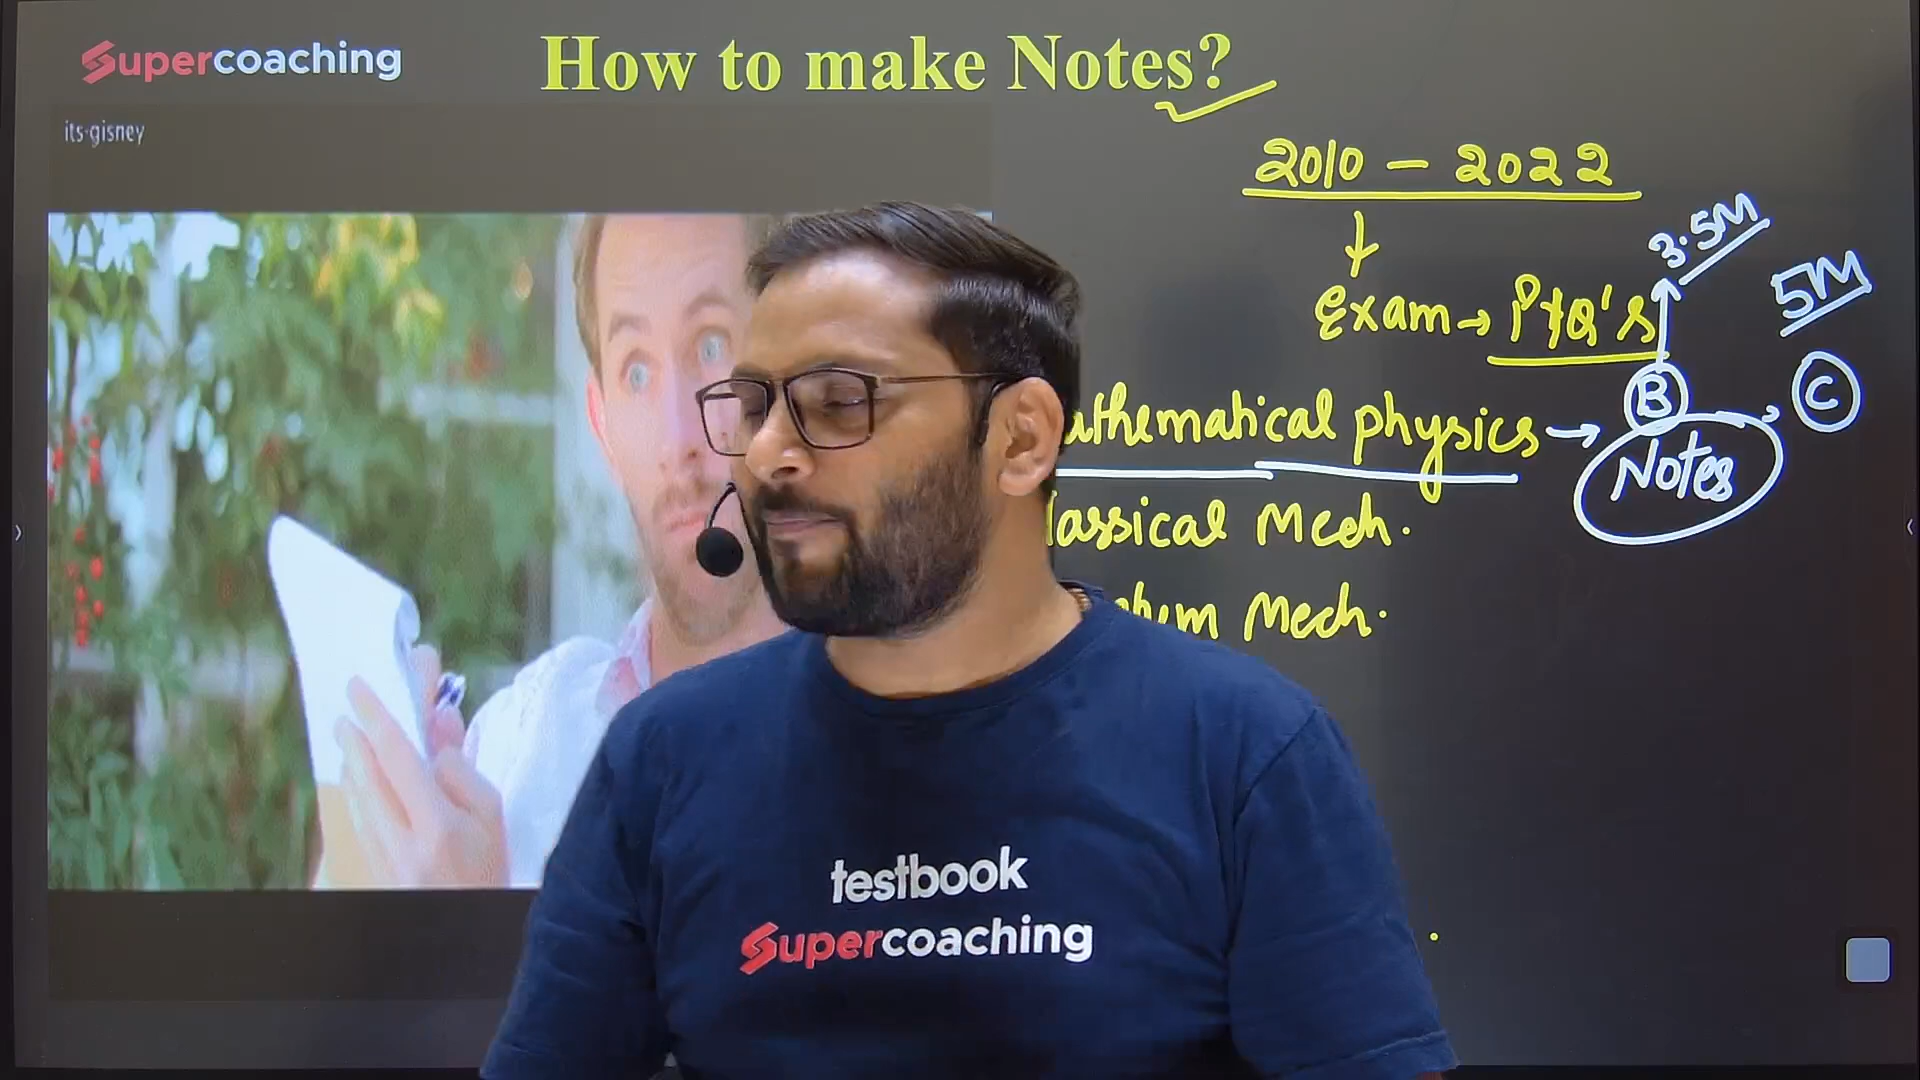 Supercoaching
How to make Notes?
its-gisney
2010 - 2022
3.5M
5M
Exam → PYQ's
B
C
athematical physics →
Notes
lassical Mech.
Mech.
testbook
Supercoaching